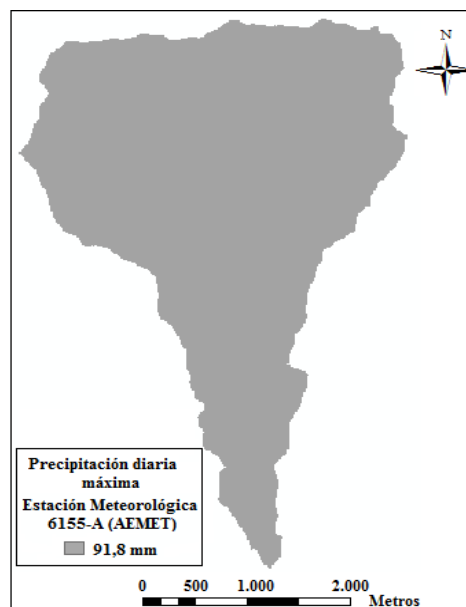 N
Precipitación diaria
máxima
Estación Meteorológica
6155-A (AEMET)
91,8 mm
0 500 1.000 2.000
Metros